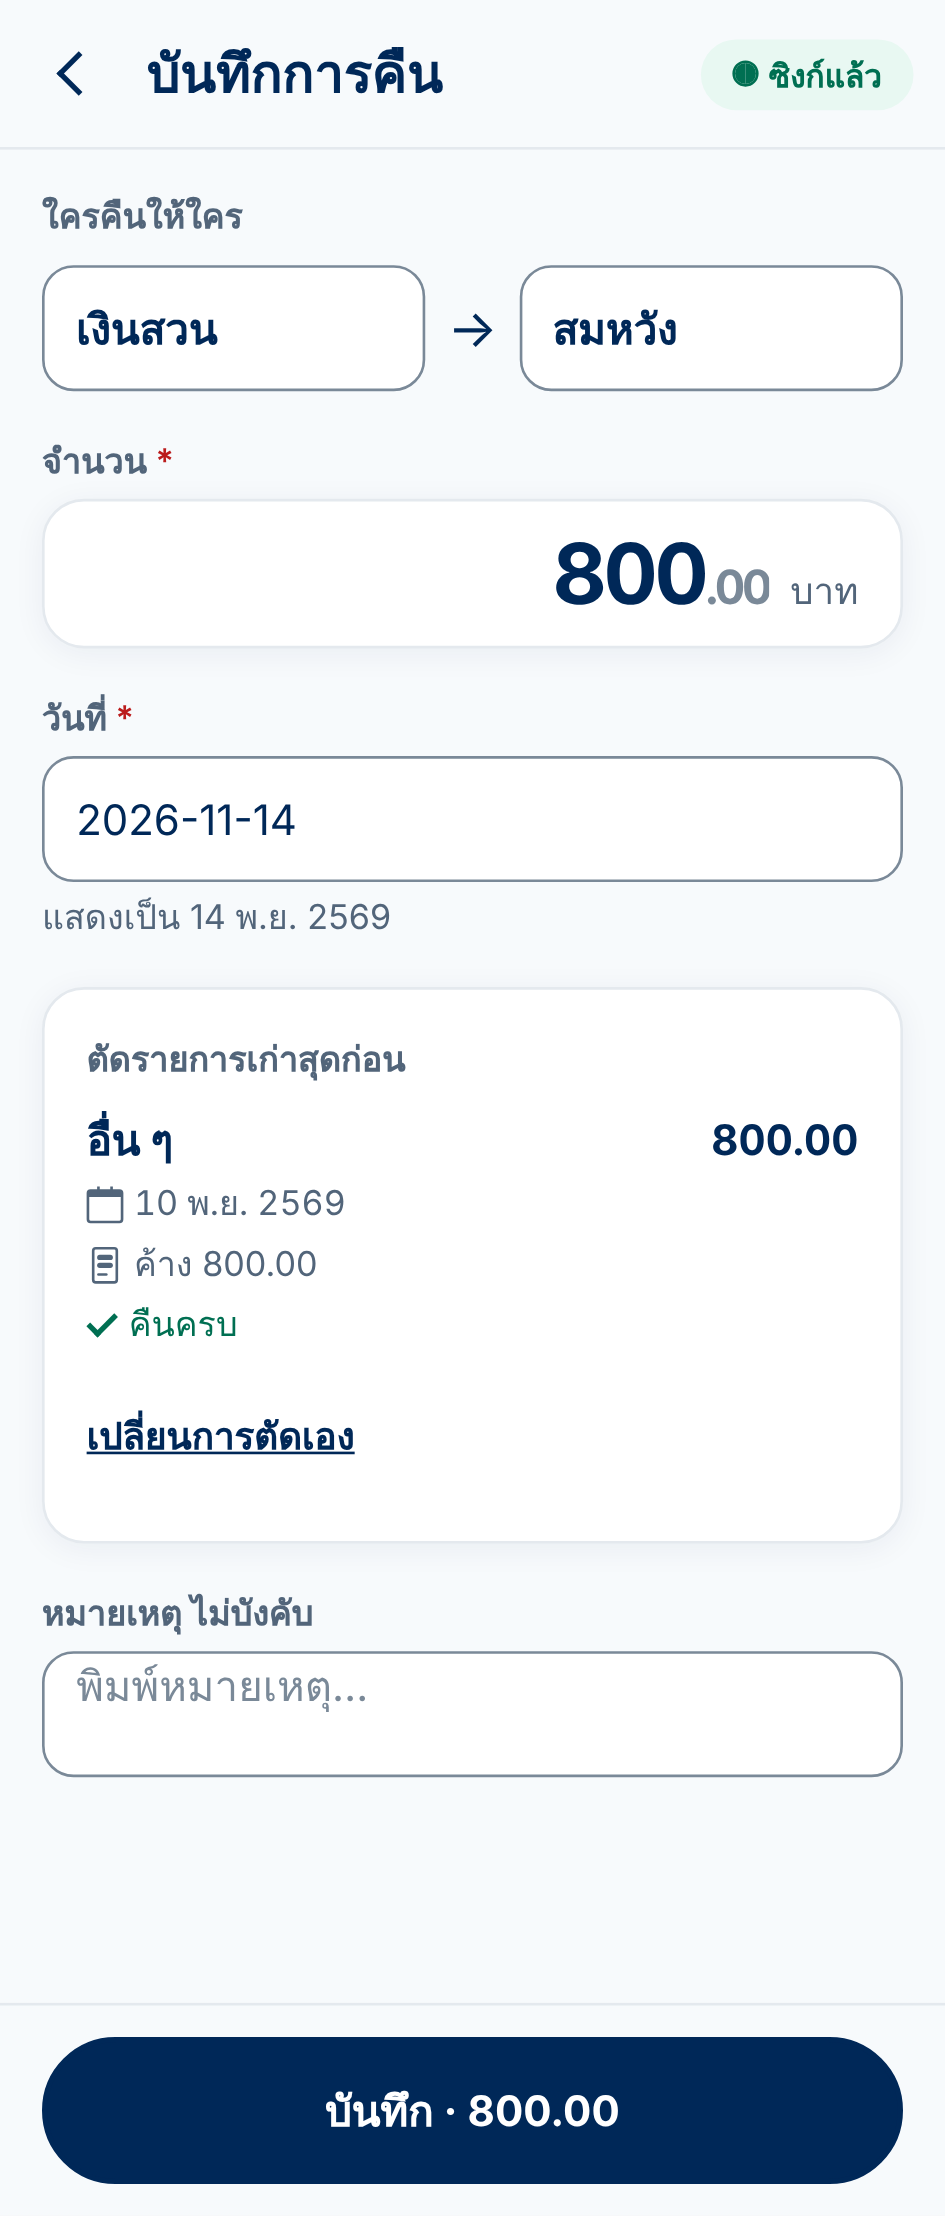 บันทึกการคืน
ซิงก์แล้ว
ใครคืนให้ใคร
เงินสวน → สมหวัง
จำนวน *
800.00 บาท
วันที่ *
2026-11-14
แสดงเป็น 14 พ.ย. 2569
ตัดรายการเก่าสุดก่อน
อื่น ๆ 800.00
10 พ.ย. 2569
ค้าง 800.00
คืนครบ
เปลี่ยนการตัดเอง
หมายเหตุ ไม่บังคับ
พิมพ์หมายเหตุ...
บันทึก · 800.00